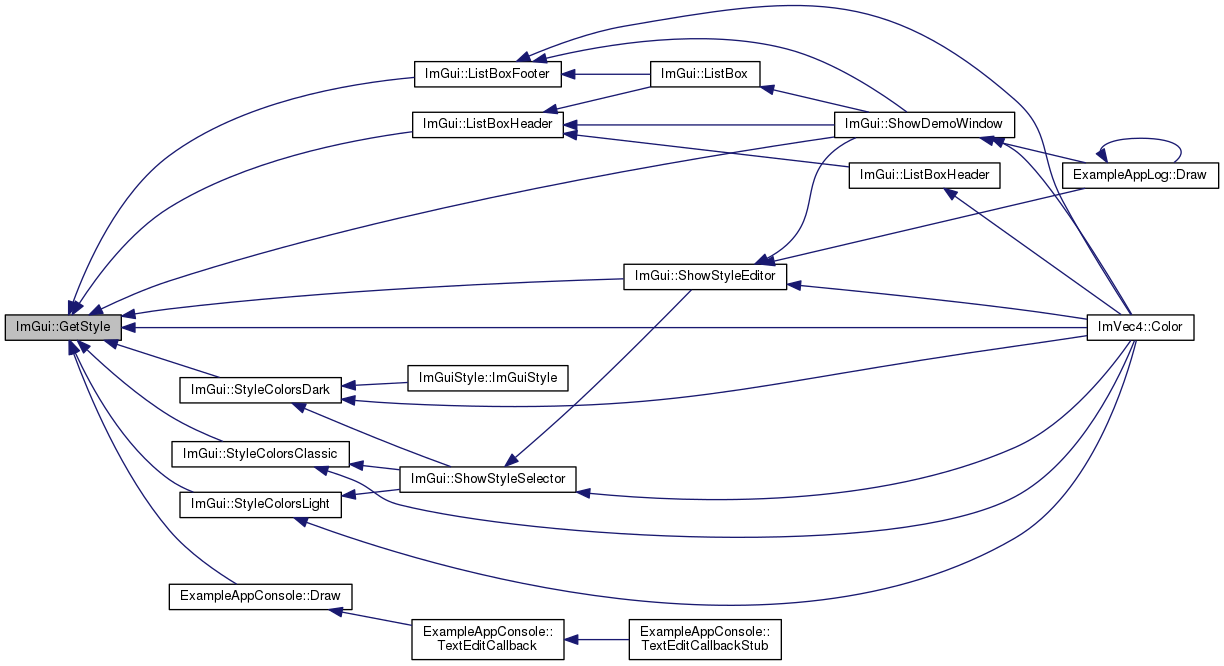 ImGui::ListBoxFooter
ImGui::ListBox
ImGui::ListBoxHeader
ImGui::ShowDemoWindow
ImGui::ListBoxHeader
ExampleAppLog::Draw
ImGui::ShowStyleEditor
ImGui::GetStyle
ImVec4::Color
ImGui::StyleColorsDark
ImGuiStyle::ImGuiStyle
ImGui::StyleColorsClassic
ImGui::ShowStyleSelector
ImGui::StyleColorsLight
ExampleAppConsole::Draw
ExampleAppConsole::
TextEditCallback
ExampleAppConsole::
TextEditCallbackStub